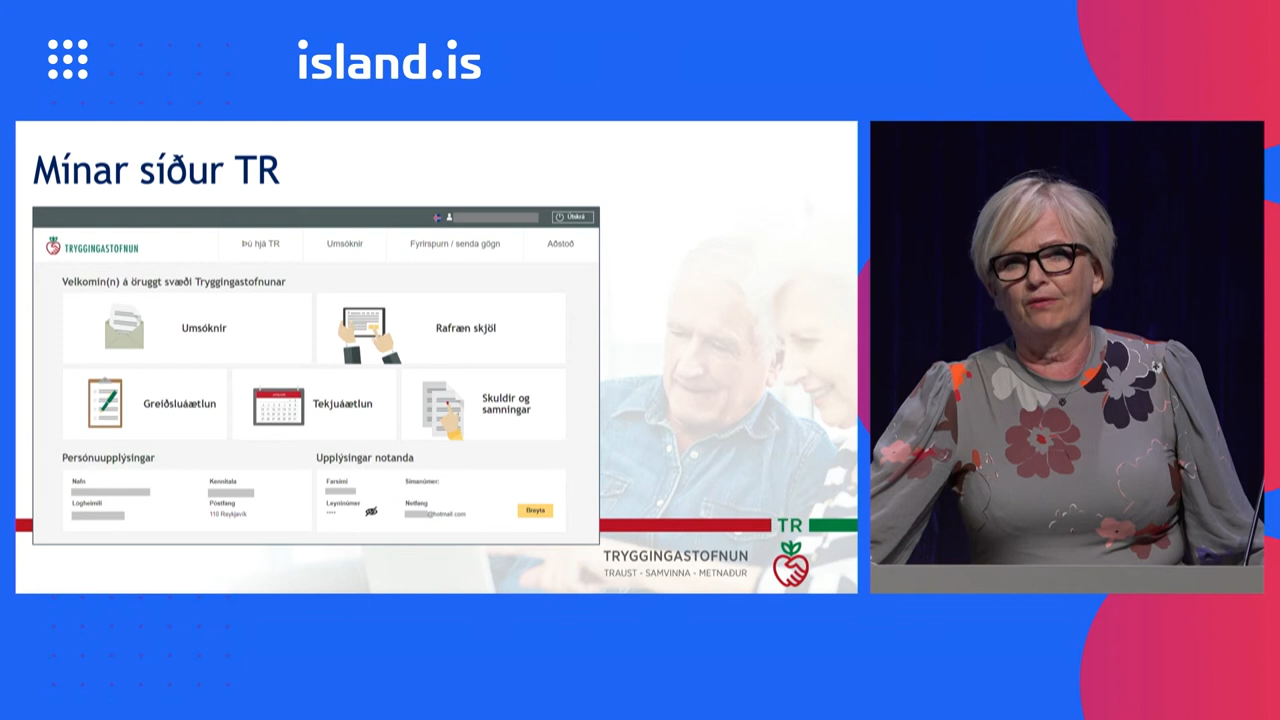 island.is
Mínar síður TR
Útskrá
TRYGGINGASTOFNUN
Þú hjá TR
Umsóknir
Fyrirspurn / senda gögn
Aðstoð
Velkomin(n) á öruggt svæði Tryggingastofnunar
Umsóknir
Rafræn skjöl
Greiðsluáætlun
Tekjuáætlun
Skuldir og
samningar
Persónuupplýsingar
Upplýsingar notanda
Nafn
Kennitala
Farsími
Símanúmer:
Lögheimili
Póstfang
110 Reykjavík
Leyninúmer
****
Netfang
@hotmail.com
Breyta
TR
TRYGGINGASTOFNUN
TRAUST - SAMVINNA - METNAÐUR